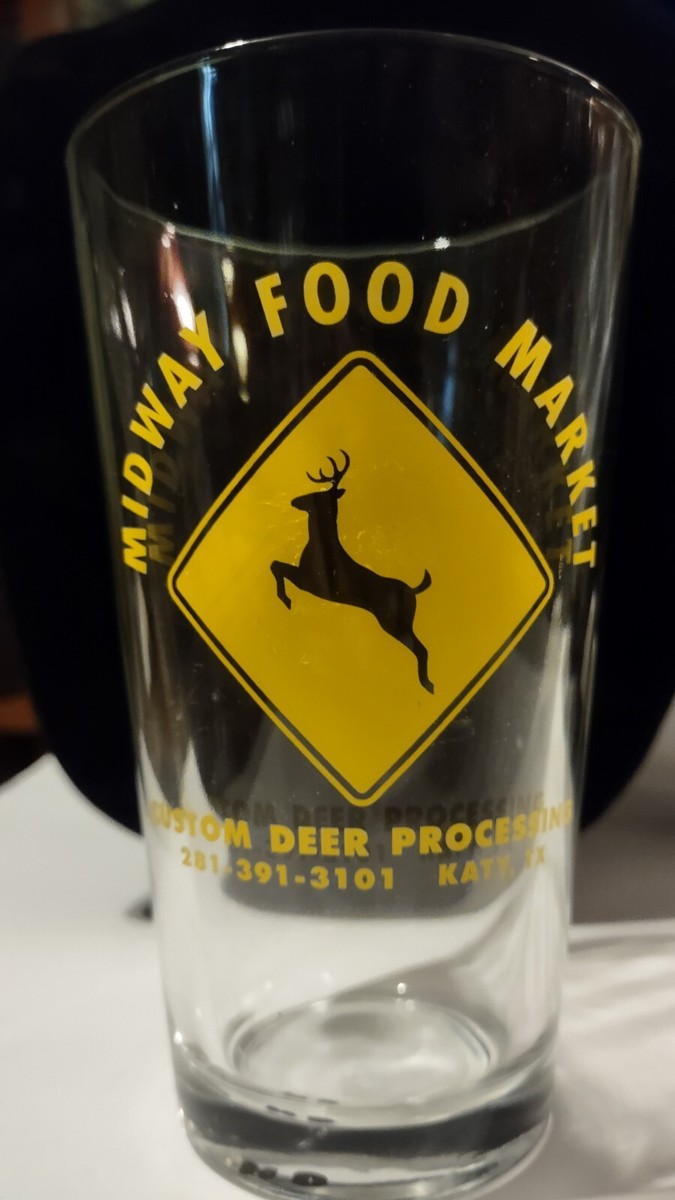 MIDWAY FOOD MARKET
CUSTOM DEER PROCESSING
281-391-3101 KATY, TX